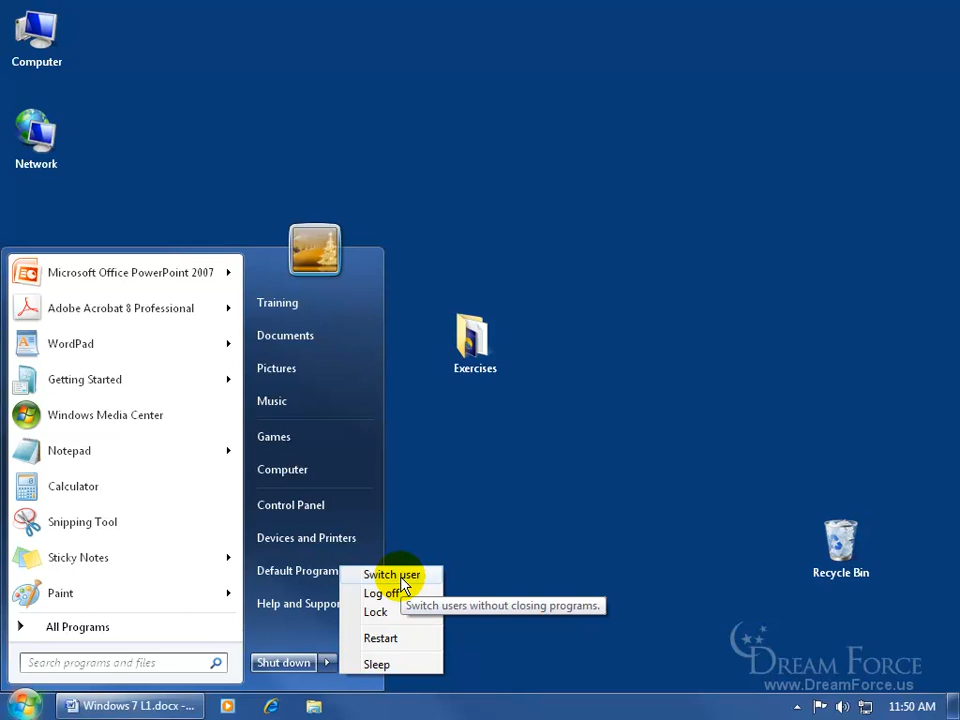 Computer
Network
Microsoft Office PowerPoint 2007
Adobe Acrobat 8 Professional
WordPad
Getting Started
Windows Media Center
Notepad
Calculator
Snipping Tool
Sticky Notes
Paint
All Programs
Search programs and files
Training
Documents
Pictures
Music
Games
Computer
Control Panel
Devices and Printers
Default Program
Help and Suppor
Shut down
Switch user
Log off
Lock
Restart
Sleep
Switch users without closing programs.
Exercises
Recycle Bin
DREAM FORCE
www.DreamForce.us
Windows 7 L1.docx -...
11:50 AM